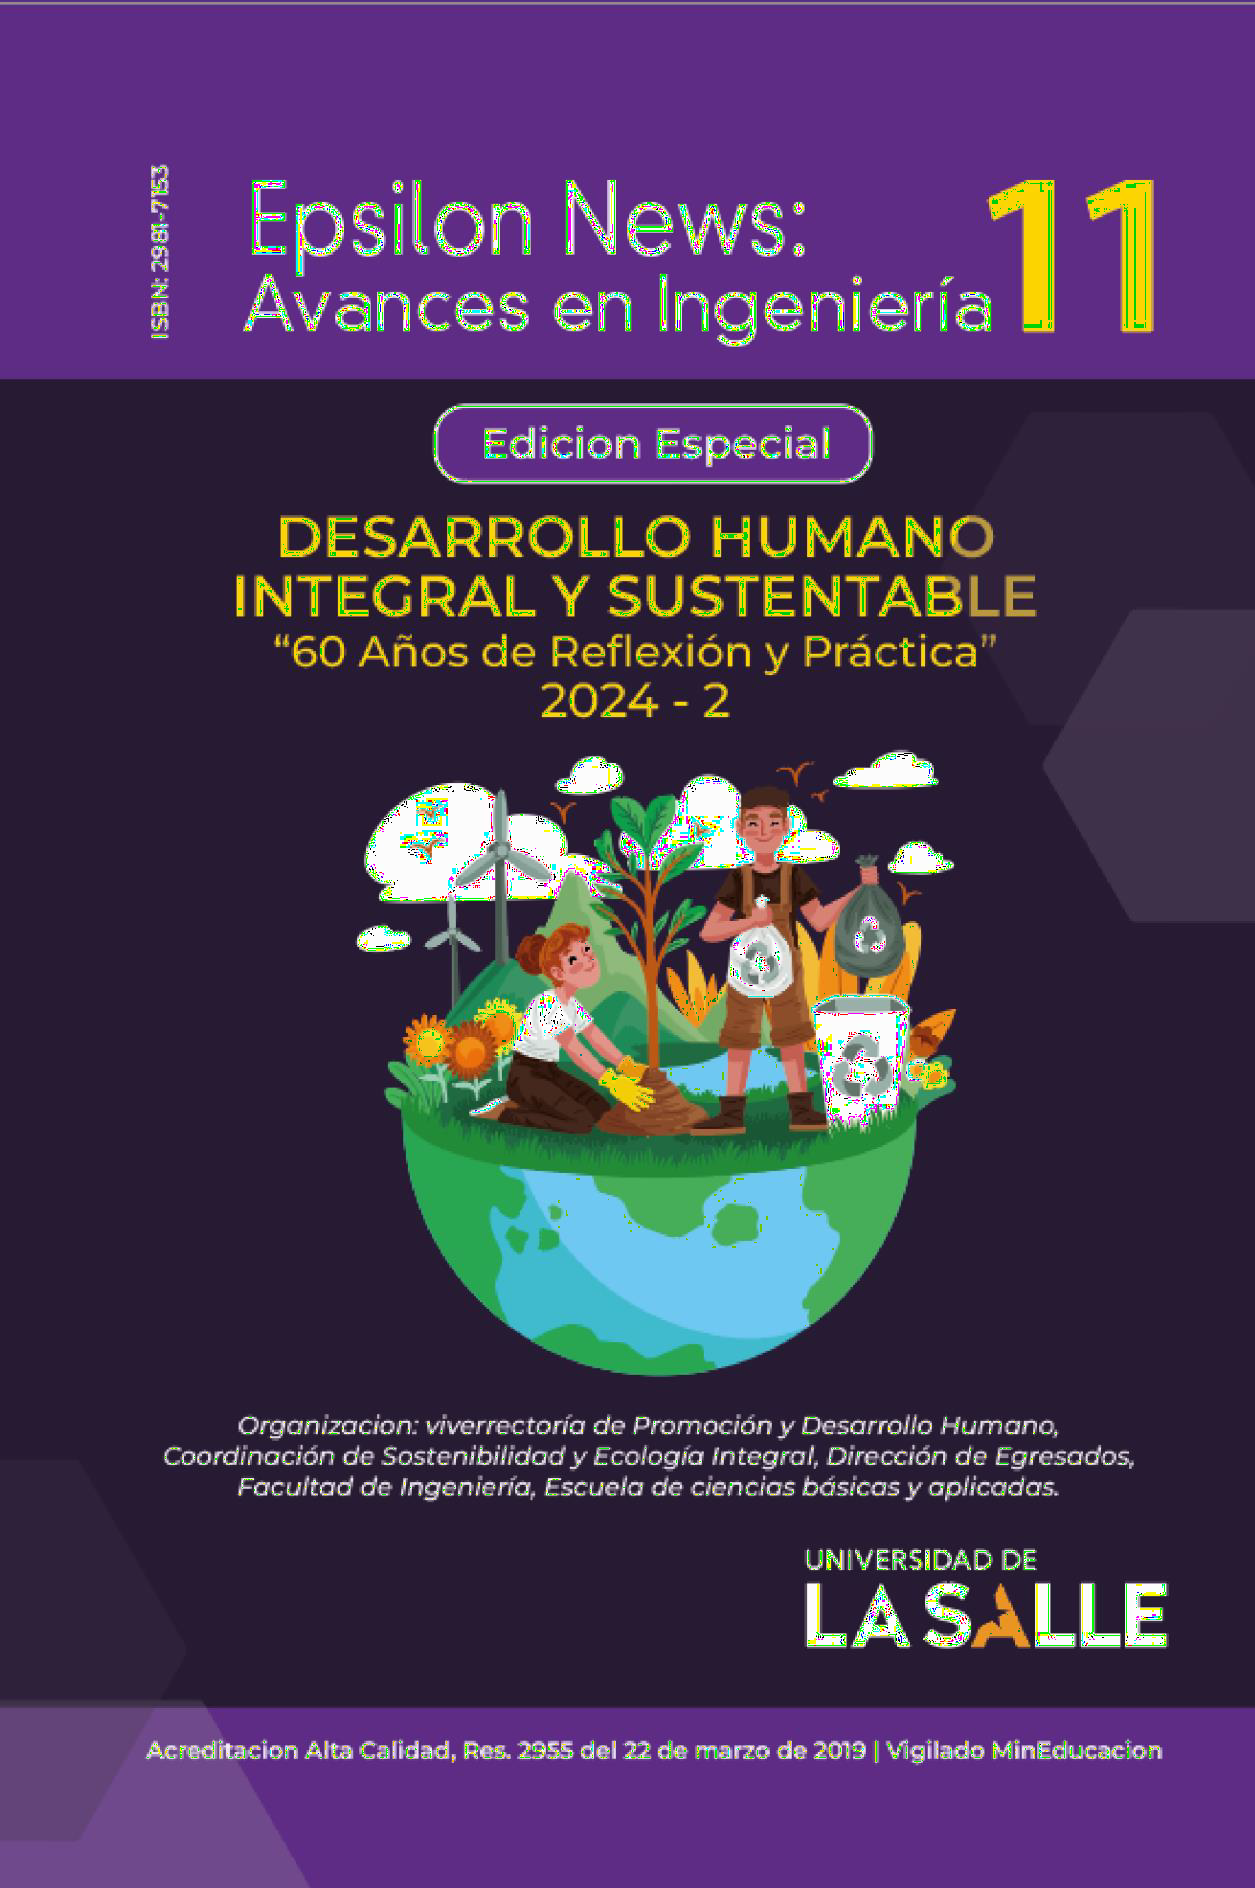 ISBN: 2981-7153
Epsilon News:
Avances en Ingeniería
11
Edicion Especial
DESARROLLO HUMANO
INTEGRAL Y SUSTENTABLE
“60 Años de Reflexión y Práctica”
2024 - 2
Organizacion: viverrectoría de Promoción y Desarrollo Humano,
Coordinación de Sostenibilidad y Ecología Integral, Dirección de Egresados,
Facultad de Ingeniería, Escuela de ciencias básicas y aplicadas.
UNIVERSIDAD DE
LA SALLE
Acreditacion Alta Calidad, Res. 2955 del 22 de marzo de 2019 | Vigilado MinEducacion